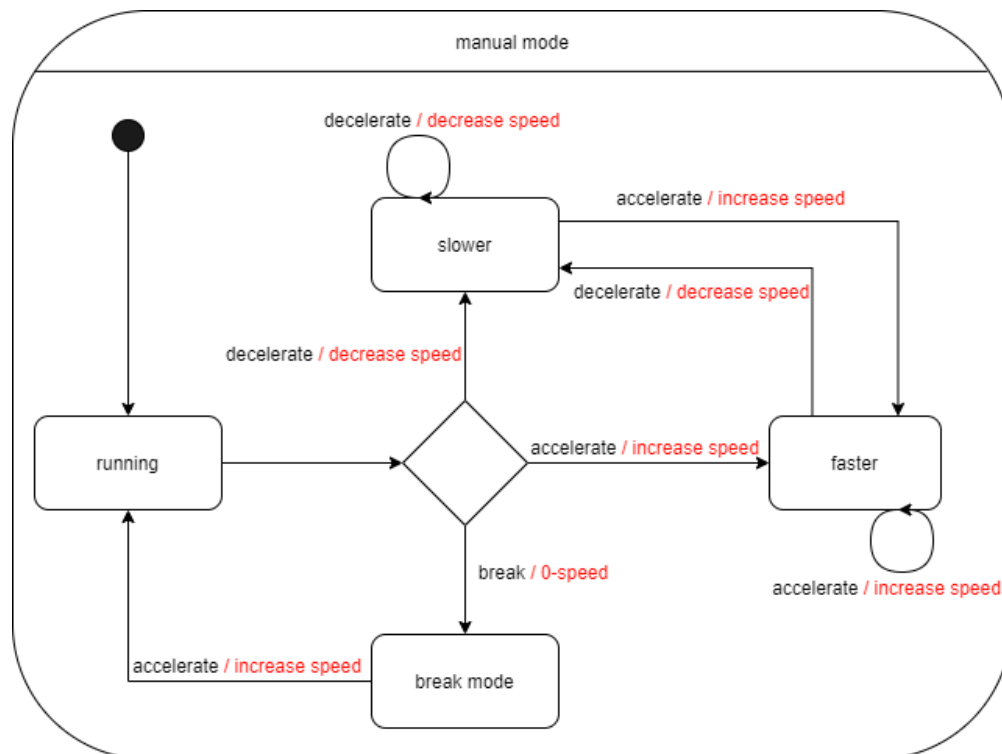 manual mode
decelerate / decrease speed
accelerate / increase speed
slower
decelerate / decrease speed
decelerate / decrease speed
running
accelerate / increase speed
faster
break / 0-speed
accelerate / increase speed
accelerate / increase speed
break mode